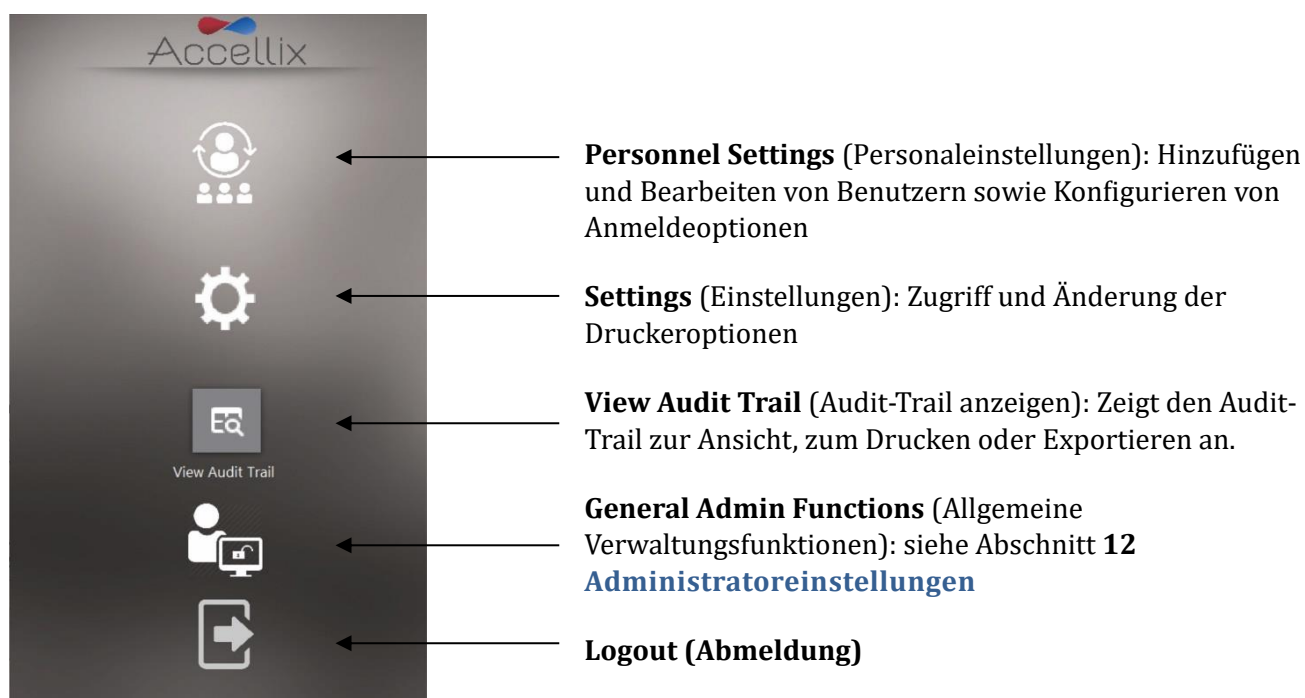 Accellix
Personnel Settings (Personaleinstellungen): Hinzufügen
und Bearbeiten von Benutzern sowie Konfigurieren von
Anmeldeoptionen
Settings (Einstellungen): Zugriff und Änderung der
Druckeroptionen
View Audit Trail (Audit-Trail anzeigen): Zeigt den Audit-
Trail zur Ansicht, zum Drucken oder Exportieren an.
View Audit Trail
General Admin Functions (Allgemeine
Verwaltungsfunktionen): siehe Abschnitt 12
Administratoreinstellungen
Logout (Abmeldung)